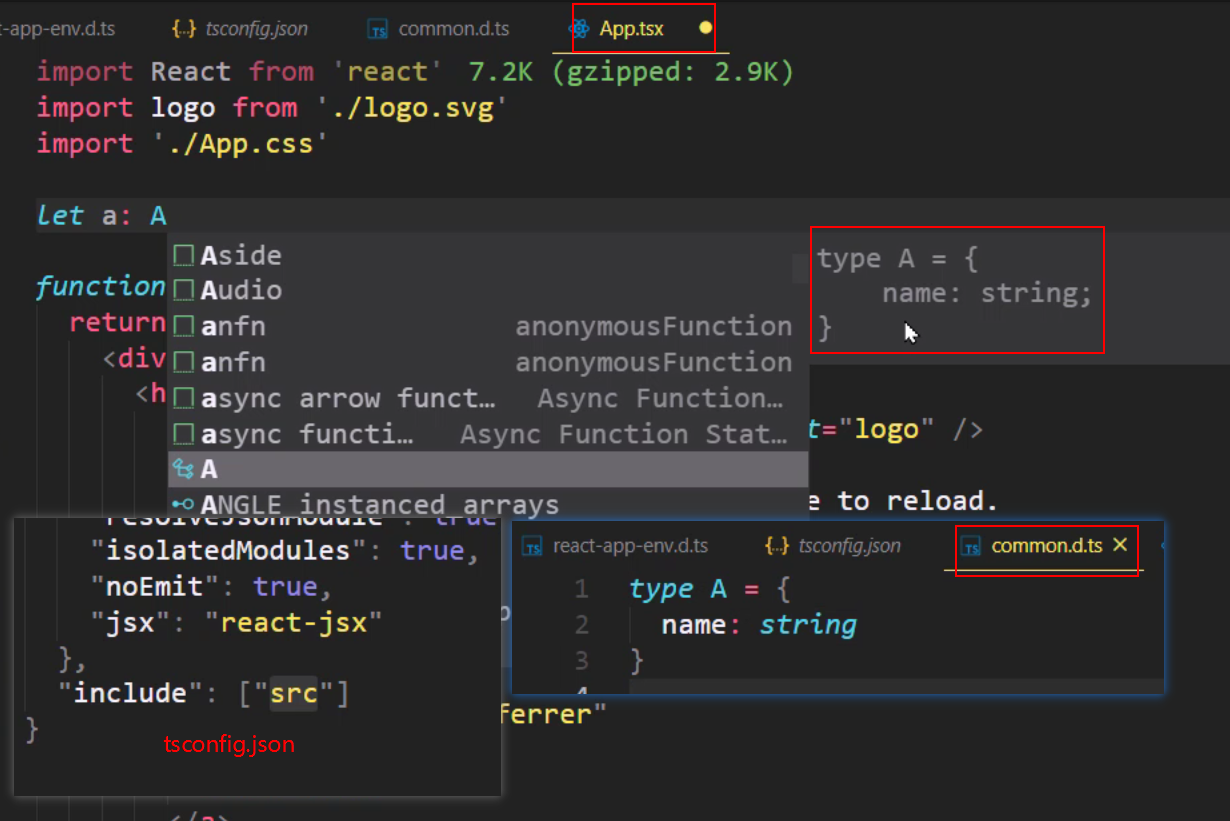 t-app-env.d.ts {..} tsconfig.json TS common.d.ts App.tsx
import React from 'react' 7.2K (gzipped: 2.9K)
import logo from './logo.svg'
import './App.css'
let a: A
Aside
Audio
anfn anonymousFunction
anfn anonymousFunction
async arrow funct… Async Function…
async functi… Async Function Stat…
A
ANGLE_instanced_arrays
type A = {
name: string;
}
function
return
<div
<h
t="logo" />
e to reload.
"resolveJsonModule": true
"isolatedModules": true,
"noEmit": true,
"jsx": "react-jsx"
},
"include": ["src"]
}
tsconfig.json
TS react-app-env.d.ts {..} tsconfig.json TS common.d.ts ×
1 type A = {
2 name: string
3 }
4
ferrer"
</a>